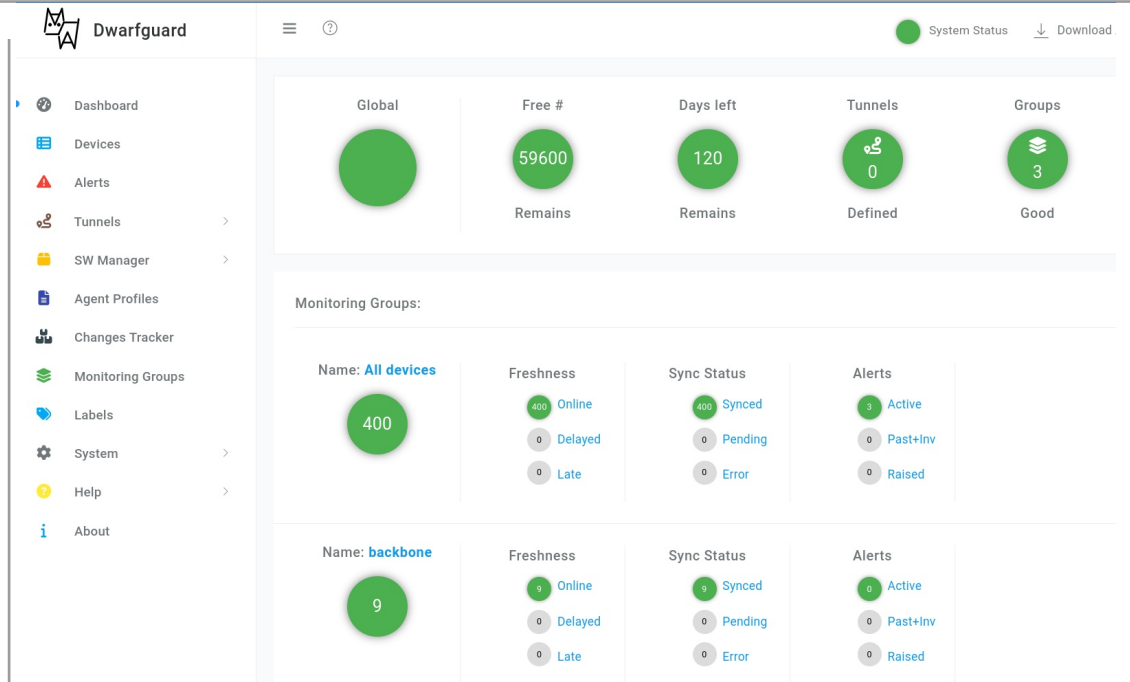 Dwarfguard
System Status
Download
Dashboard
Devices
Alerts
Tunnels
SW Manager
Agent Profiles
Changes Tracker
Monitoring Groups
Labels
System
Help
About
Global
Free #
59600
Remains
Days left
120
Remains
Tunnels
0
Defined
Groups
3
Good
Monitoring Groups:
Name: All devices
400
Freshness
400 Online
0 Delayed
0 Late
Sync Status
400 Synced
0 Pending
0 Error
Alerts
3 Active
0 Past+Inv
0 Raised
Name: backbone
9
Freshness
9 Online
0 Delayed
0 Late
Sync Status
9 Synced
0 Pending
0 Error
Alerts
0 Active
0 Past+Inv
0 Raised